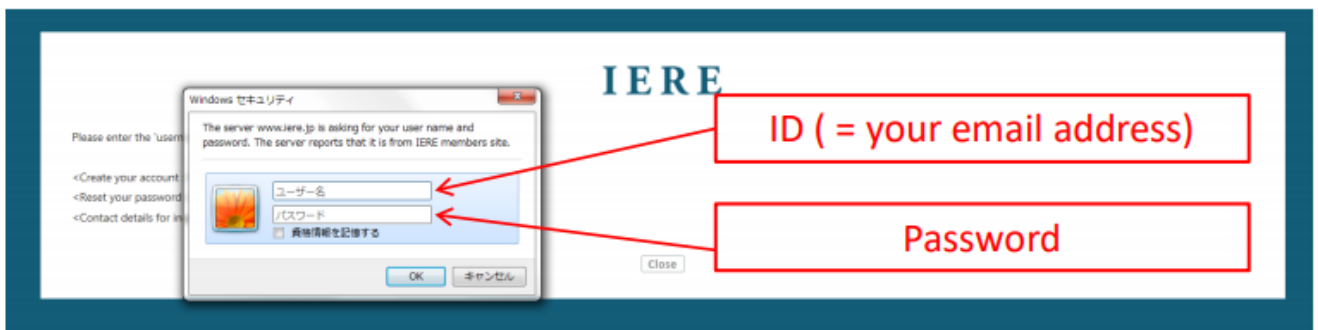 IERE
Windows セキュリティ
The server www.iere.jp is asking for your user name and
password. The server reports that it is from IERE members site.
Please enter the 'usern
<Create your account
<Reset your password
<Contact details for in
ユーザー名
パスワード
資格情報を記憶する
OK
キャンセル
Close
ID ( = your email address)
Password